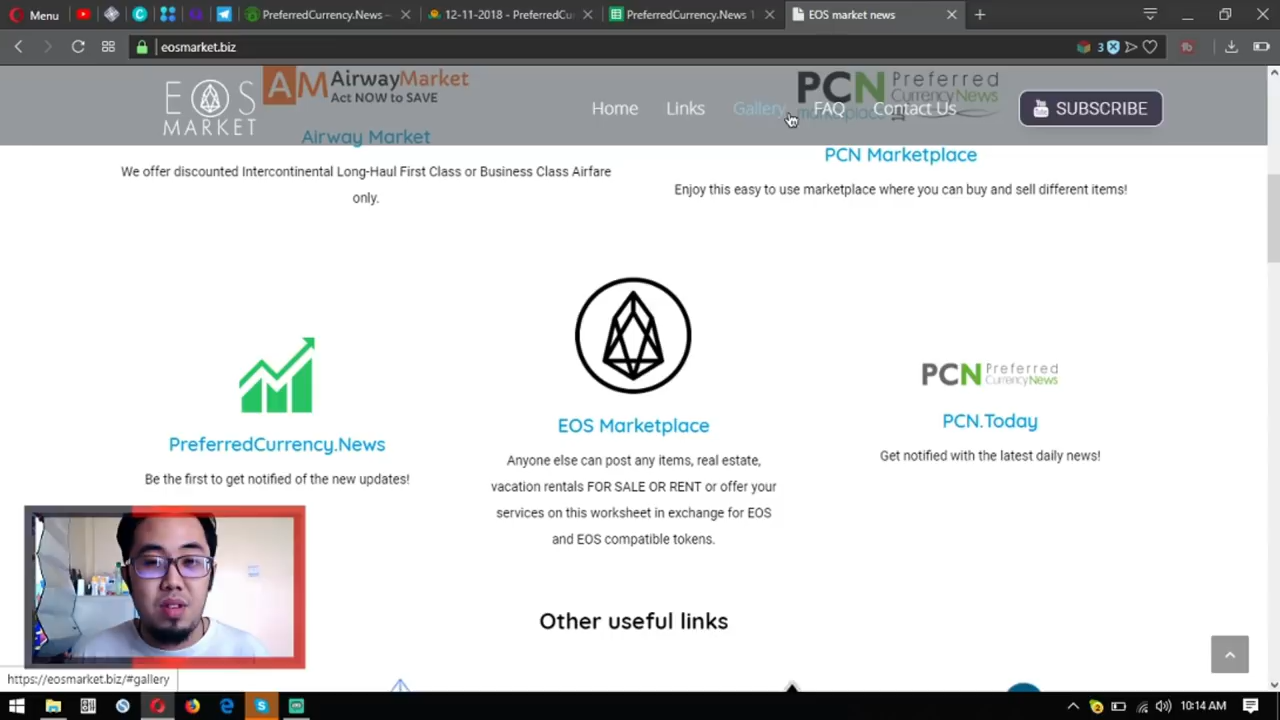 Menu
PreferredCurrency.News –
12-11-2018 - PreferredCu
PreferredCurrency.News 1
EOS market news
eosmarket.biz
3
EOS
MARKET
AM AirwayMarket
Act NOW to SAVE
Airway Market
We offer discounted Intercontinental Long-Haul First Class or Business Class Airfare
only.
Home
Links
Gallery
FAQ
Contact Us
SUBSCRIBE
PCN Preferred
CurrencyNews
PCN Marketplace
Enjoy this easy to use marketplace where you can buy and sell different items!
PreferredCurrency.News
Be the first to get notified of the new updates!
EOS Marketplace
Anyone else can post any items, real estate,
vacation rentals FOR SALE OR RENT or offer your
services on this worksheet in exchange for EOS
and EOS compatible tokens.
PCN Preferred
CurrencyNews
PCN.Today
Get notified with the latest daily news!
Other useful links
https://eosmarket.biz/#gallery
10:14 AM